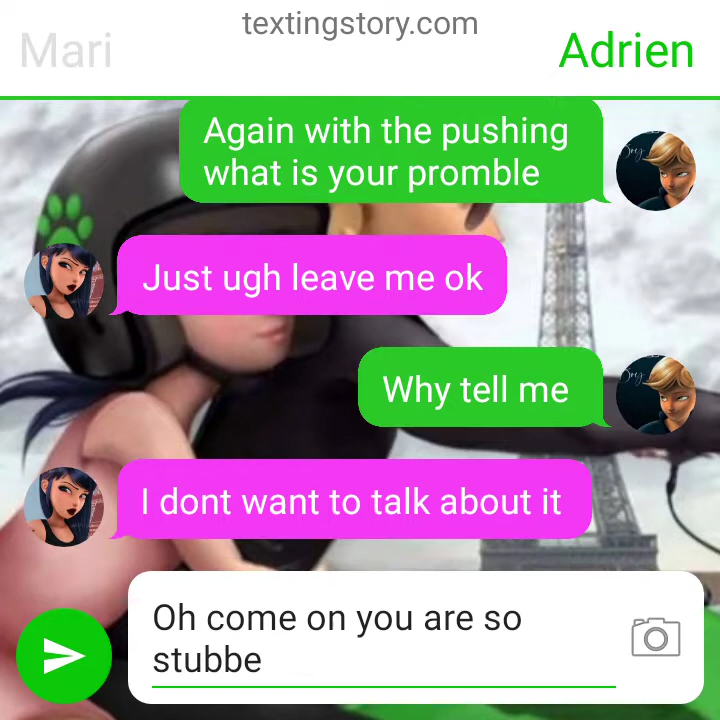 textingstory.com
Mari
Adrien
Again with the pushing
what is your promble
Just ugh leave me ok
Why tell me
I dont want to talk about it
Oh come on you are so
stubbe